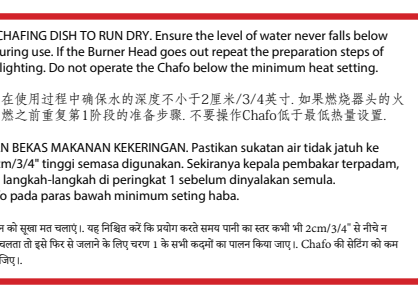 CHAFING DISH TO RUN DRY. Ensure the level of water never falls below
uring use. If the Burner Head goes out repeat the preparation steps of
lighting. Do not operate the Chafo below the minimum heat setting.
在使用过程中确保水的深度不小于2厘米/3/4英寸. 如果燃烧器头的火
燃之前重复第1阶段的准备步骤. 不要操作Chafo低于最低热量设置.
N BEKAS MAKANAN KEKERINGAN. Pastikan sukatan air tidak jatuh ke
m/3/4" tinggi semasa digunakan. Sekiranya kepala pembakar terpadam,
langkah-langkah di peringkat 1 sebelum dinyalakan semula.
o pada paras bawah minimum seting haba.
न को सूखा मत चलाएं।. यह निश्चित करें कि प्रयोग करते समय पानी का स्तर कभी भी 2cm/3/4" से नीचे न
चलता तो इसे फिर से जलाने के लिए चरण 1 के सभी कदमों का पालन किया जाए।. Chafo की सेटिंग को कम
जिए।.